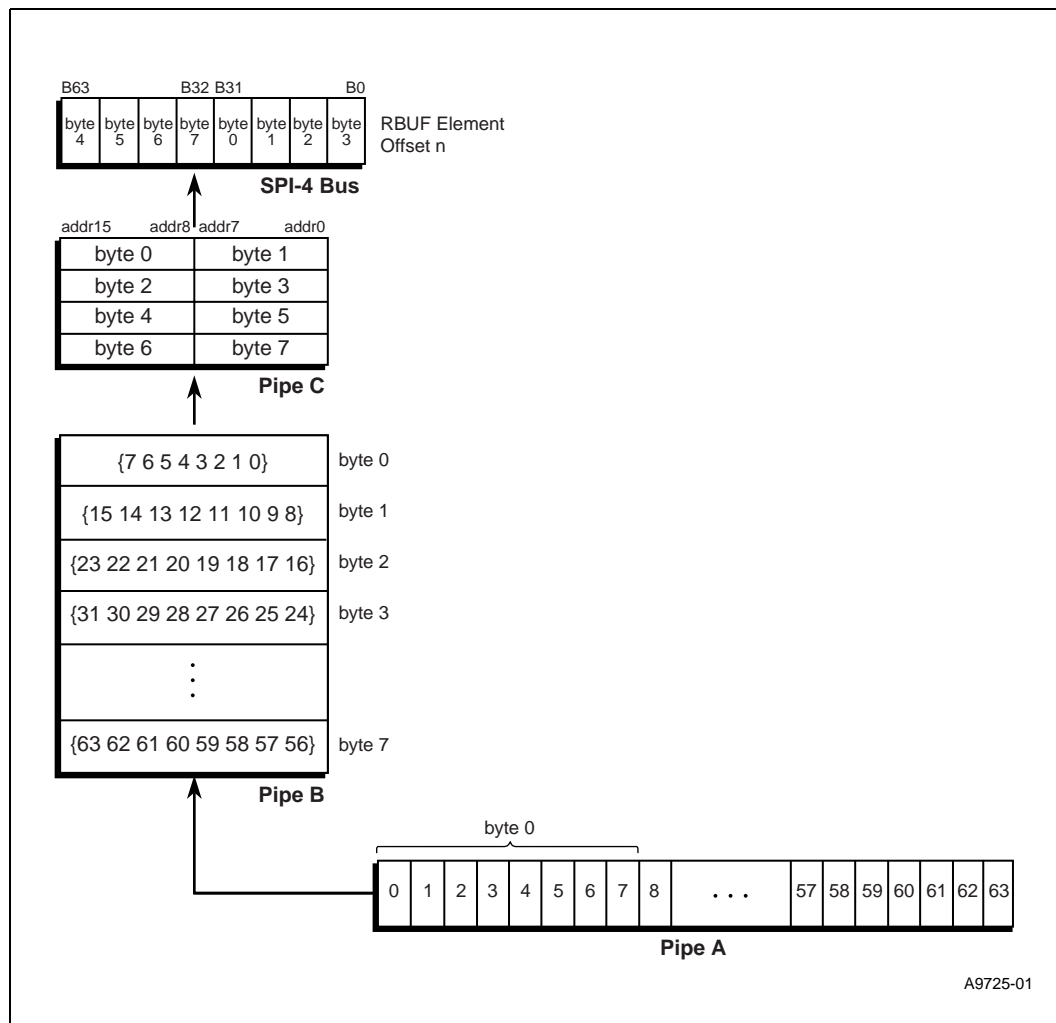 B63 B32 B31 B0
byte 4 byte 5 byte 6 byte 7 byte 0 byte 1 byte 2 byte 3
RBUF Element
Offset n
SPI-4 Bus
addr15 addr8 addr7 addr0
byte 0 byte 1
byte 2 byte 3
byte 4 byte 5
byte 6 byte 7
Pipe C
{7 6 5 4 3 2 1 0} byte 0
{15 14 13 12 11 10 9 8} byte 1
{23 22 21 20 19 18 17 16} byte 2
{31 30 29 28 27 26 25 24} byte 3
{63 62 61 60 59 58 57 56} byte 7
Pipe B
byte 0
0 1 2 3 4 5 6 7 8 . . . 57 58 59 60 61 62 63
Pipe A
A9725-01